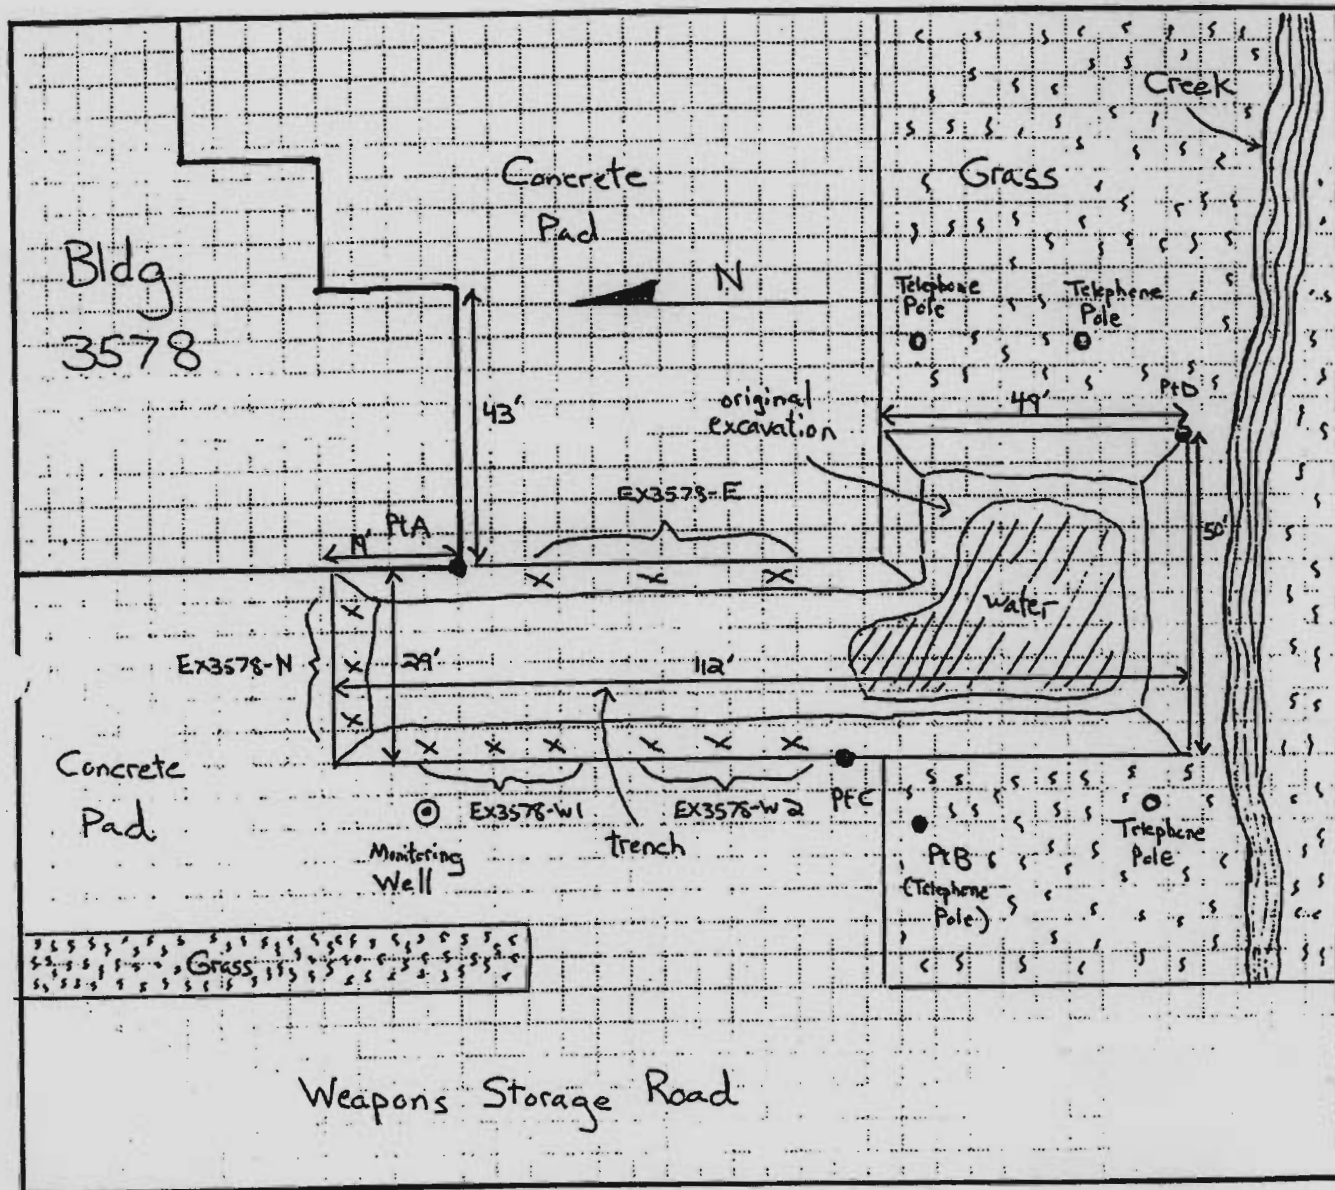 Creek
Concrete
Pad
Grass
Bldg
3578
N
Telephone
Pole
Telephone
Pole
PtD
49'
original
excavation
43'
EX3578-E
50'
PtA
19'
water
EX3578-N
29'
112'
Concrete
Pad
EX3578-W1
EX3578-W2
PtC
trench
Monitoring
Well
PtB
(Telephone
Pole)
Telephone
Pole
Grass
Weapons Storage Road